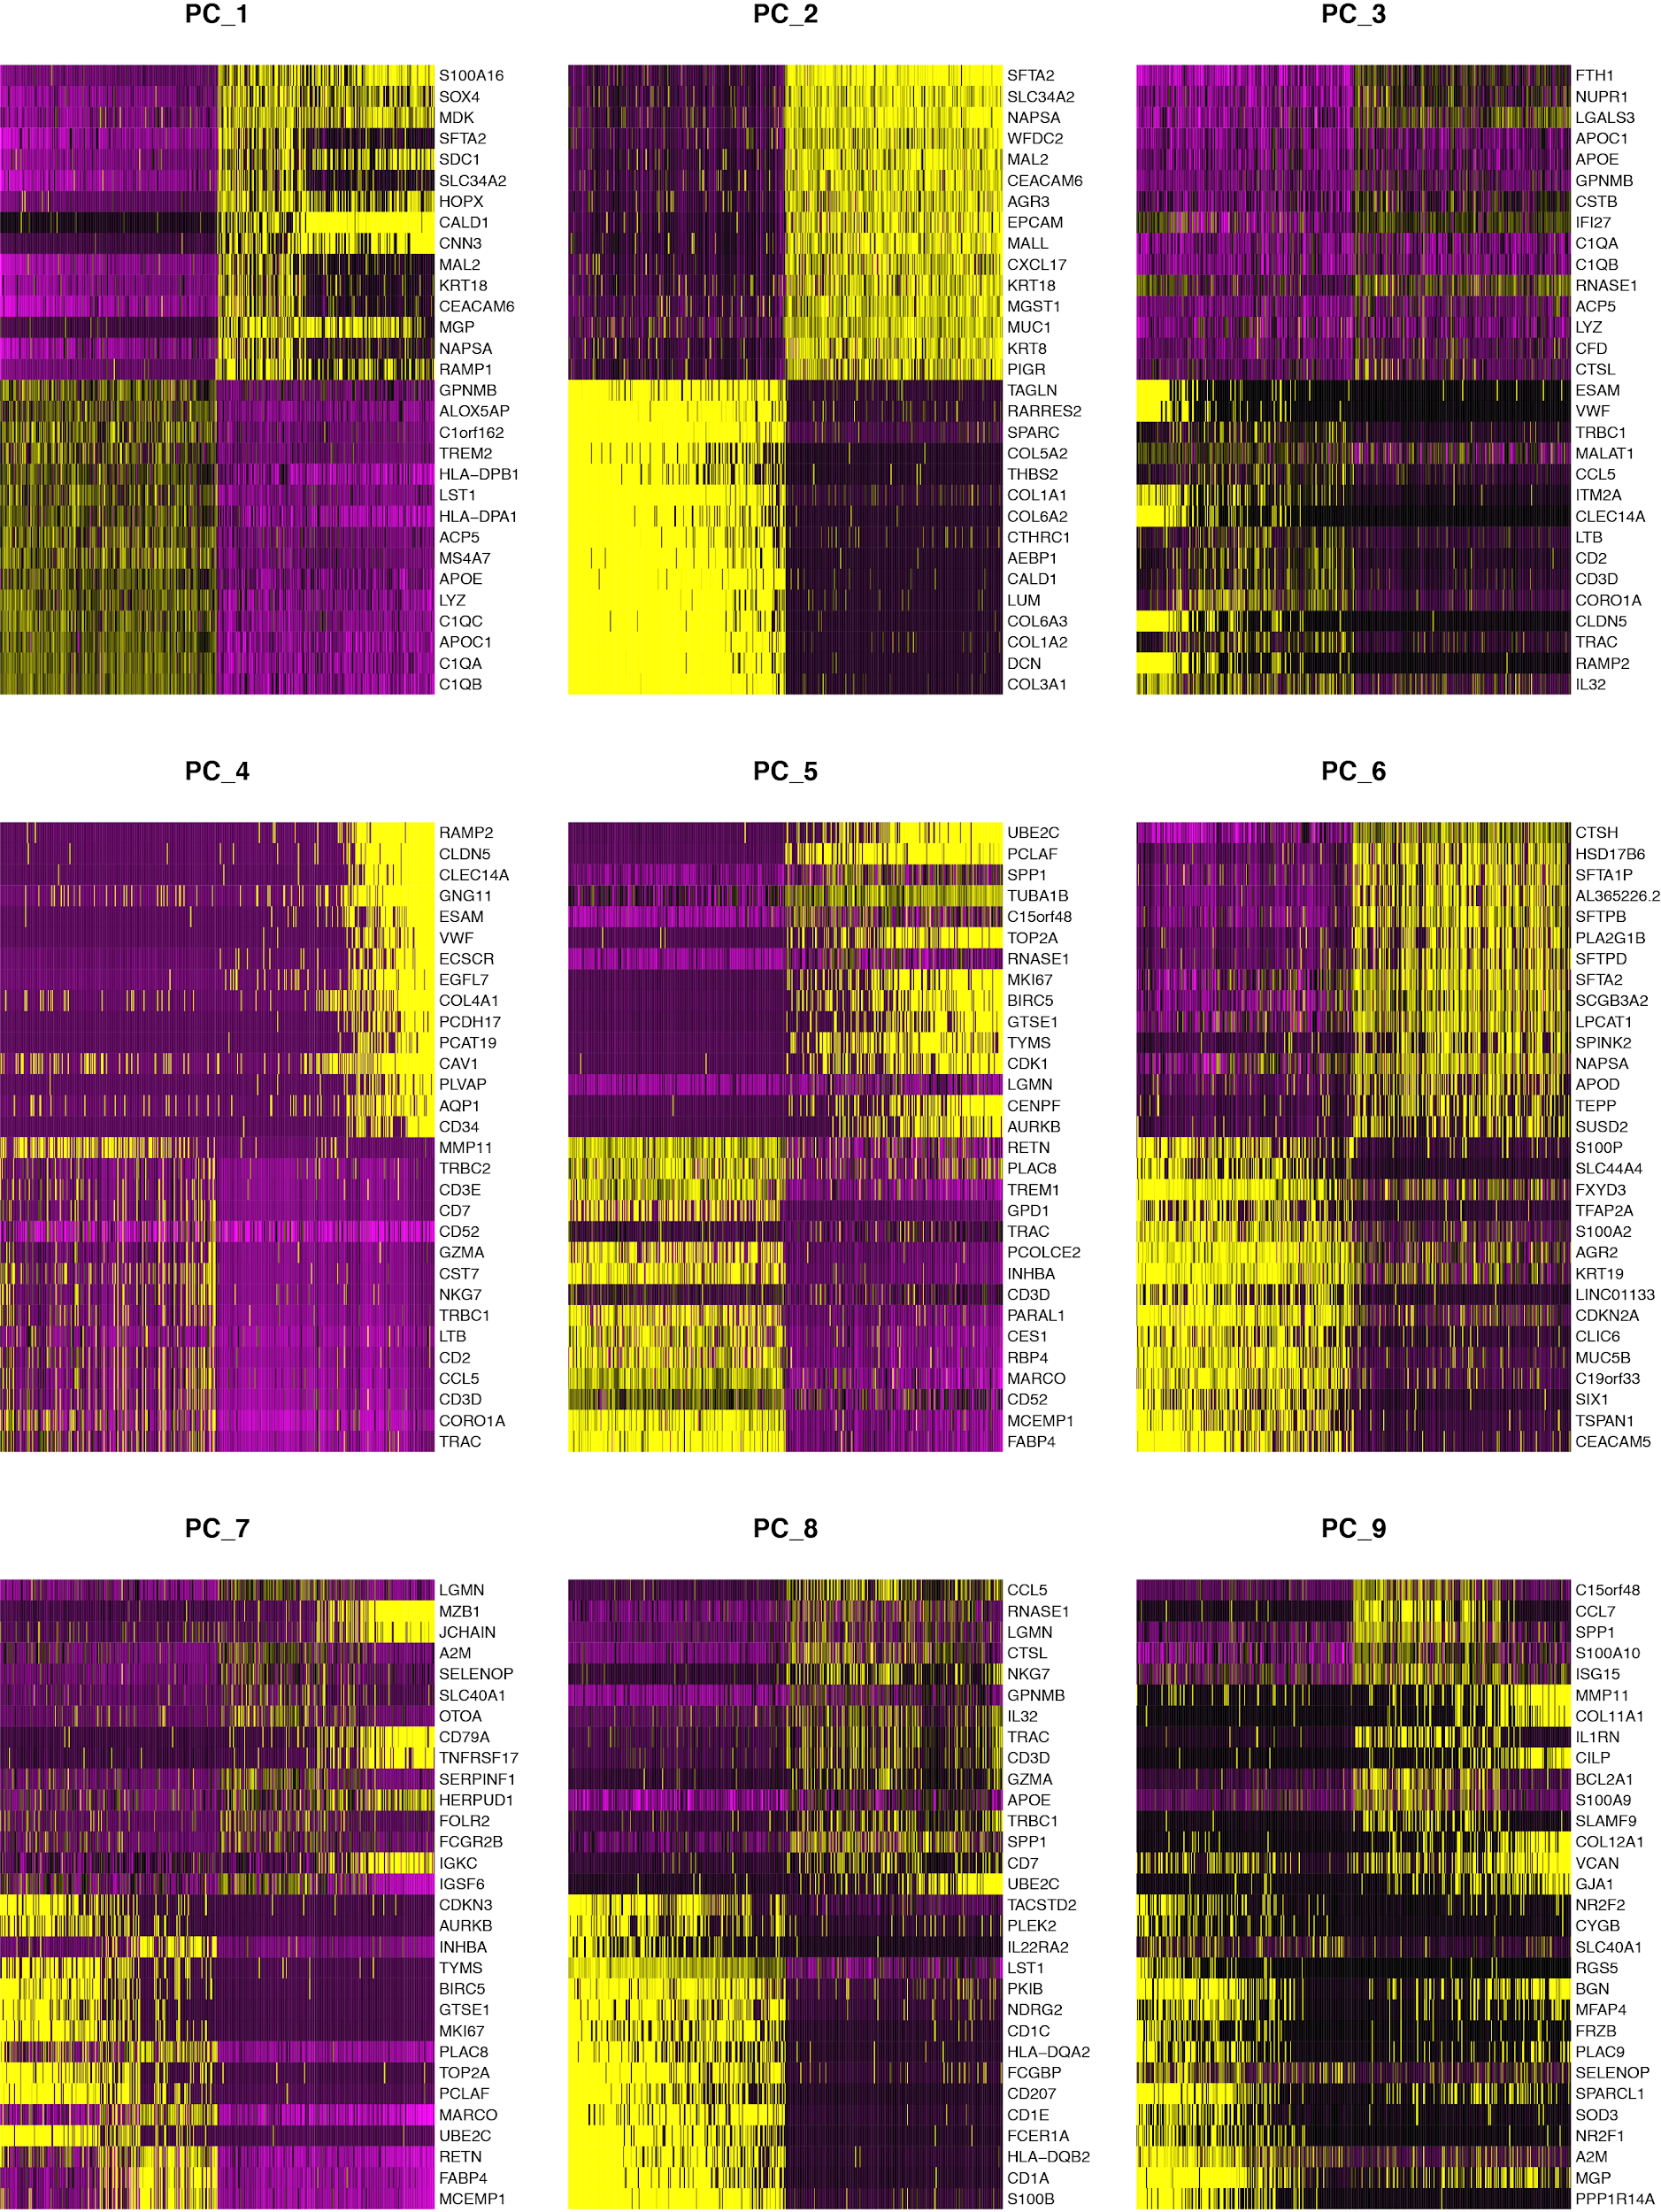 PC_1
S100A16
SOX4
MDK
SFTA2
SDC1
SLC34A2
HOPX
CALD1
CNN3
MAL2
KRT18
CEACAM6
MGP
NAPSA
RAMP1
GPNMB
ALOX5AP
C1orf162
TREM2
HLA−DPB1
LST1
HLA−DPA1
ACP5
MS4A7
APOE
LYZ
C1QC
APOC1
C1QA
C1QB
PC_2
SFTA2
SLC34A2
NAPSA
WFDC2
MAL2
CEACAM6
AGR3
EPCAM
MALL
CXCL17
KRT18
MGST1
MUC1
KRT8
PIGR
TAGLN
RARRES2
SPARC
COL5A2
THBS2
COL1A1
COL6A2
CTHRC1
AEBP1
CALD1
LUM
COL6A3
COL1A2
DCN
COL3A1
PC_3
FTH1
NUPR1
LGALS3
APOC1
APOE
GPNMB
CSTB
IFI27
C1QA
C1QB
RNASE1
ACP5
LYZ
CFD
CTSL
ESAM
VWF
TRBC1
MALAT1
CCL5
ITM2A
CLEC14A
LTB
CD2
CD3D
CORO1A
CLDN5
TRAC
RAMP2
IL32
PC_4
RAMP2
CLDN5
CLEC14A
GNG11
ESAM
VWF
ECSCR
EGFL7
COL4A1
PCDH17
PCAT19
CAV1
PLVAP
AQP1
CD34
MMP11
TRBC2
CD3E
CD7
CD52
GZMA
CST7
NKG7
TRBC1
LTB
CD2
CCL5
CD3D
CORO1A
TRAC
PC_5
UBE2C
PCLAF
SPP1
TUBA1B
C15orf48
TOP2A
RNASE1
MKI67
BIRC5
GTSE1
TYMS
CDK1
LGMN
CENPF
AURKB
RETN
PLAC8
TREM1
GPD1
TRAC
PCOLCE2
INHBA
CD3D
PARAL1
CES1
RBP4
MARCO
CD52
MCEMP1
FABP4
PC_6
CTSH
HSD17B6
SFTA1P
AL365226.2
SFTPB
PLA2G1B
SFTPD
SFTA2
SCGB3A2
LPCAT1
SPINK2
NAPSA
APOD
TEPP
SUSD2
S100P
SLC44A4
FXYD3
TFAP2A
S100A2
AGR2
KRT19
LINC01133
CDKN2A
CLIC6
MUC5B
C19orf33
SIX1
TSPAN1
CEACAM5
PC_7
LGMN
MZB1
JCHAIN
A2M
SELENOP
SLC40A1
OTOA
CD79A
TNFRSF17
SERPINF1
HERPUD1
FOLR2
FCGR2B
IGKC
IGSF6
CDKN3
AURKB
INHBA
TYMS
BIRC5
GTSE1
MKI67
PLAC8
TOP2A
PCLAF
MARCO
UBE2C
RETN
FABP4
MCEMP1
PC_8
CCL5
RNASE1
LGMN
CTSL
NKG7
GPNMB
IL32
TRAC
CD3D
GZMA
APOE
TRBC1
SPP1
CD7
UBE2C
TACSTD2
PLEK2
IL22RA2
LST1
PKIB
NDRG2
CD1C
HLA−DQA2
FCGBP
CD207
CD1E
FCER1A
HLA−DQB2
CD1A
S100B
PC_9
C15orf48
CCL7
SPP1
S100A10
ISG15
MMP11
COL11A1
IL1RN
CILP
BCL2A1
S100A9
SLAMF9
COL12A1
VCAN
GJA1
NR2F2
CYGB
SLC40A1
RGS5
BGN
MFAP4
FRZB
PLAC9
SELENOP
SPARCL1
SOD3
NR2F1
A2M
MGP
PPP1R14A